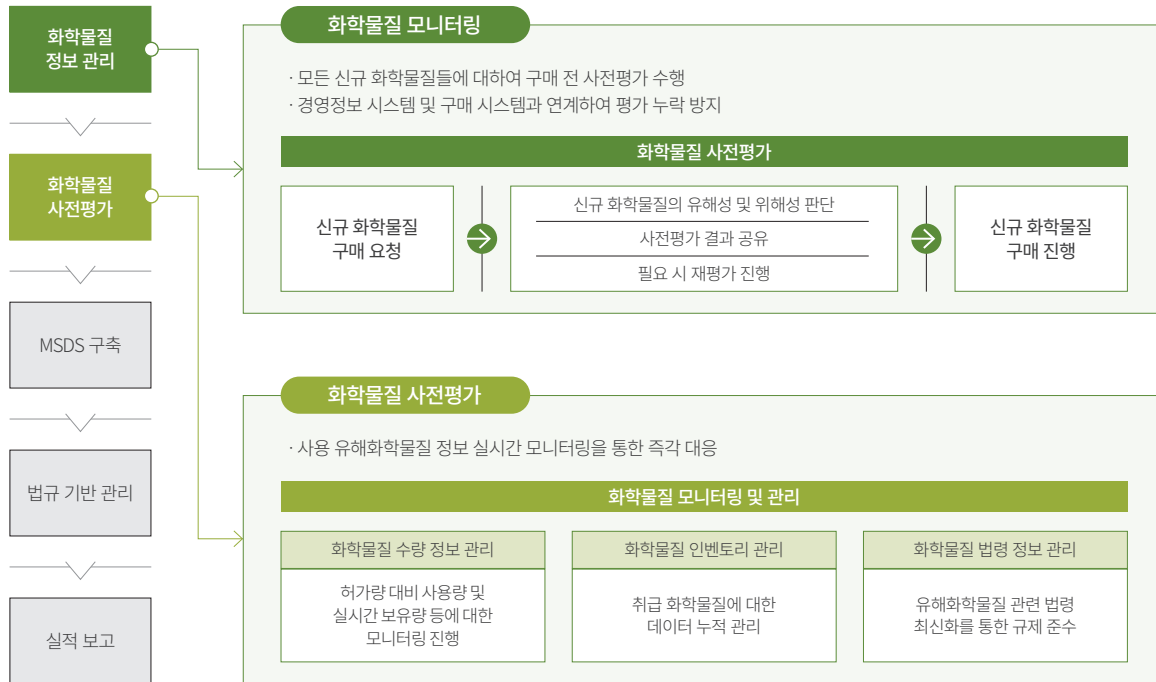 화학물질
정보 관리
화학물질
사전평가
MSDS 구축
법규 기반 관리
실적 보고
화학물질 모니터링
· 모든 신규 화학물질들에 대하여 구매 전 사전평가 수행
· 경영정보 시스템 및 구매 시스템과 연계하여 평가 누락 방지
화학물질 사전평가
신규 화학물질
구매 요청
신규 화학물질의 유해성 및 위해성 판단
사전평가 결과 공유
필요 시 재평가 진행
신규 화학물질
구매 진행
화학물질 사전평가
· 사용 유해화학물질 정보 실시간 모니터링을 통한 즉각 대응
화학물질 모니터링 및 관리
화학물질 수량 정보 관리
허가량 대비 사용량 및
실시간 보유량 등에 대한
모니터링 진행
화학물질 인벤토리 관리
취급 화학물질에 대한
데이터 누적 관리
화학물질 법령 정보 관리
유해화학물질 관련 법령
최신화를 통한 규제 준수